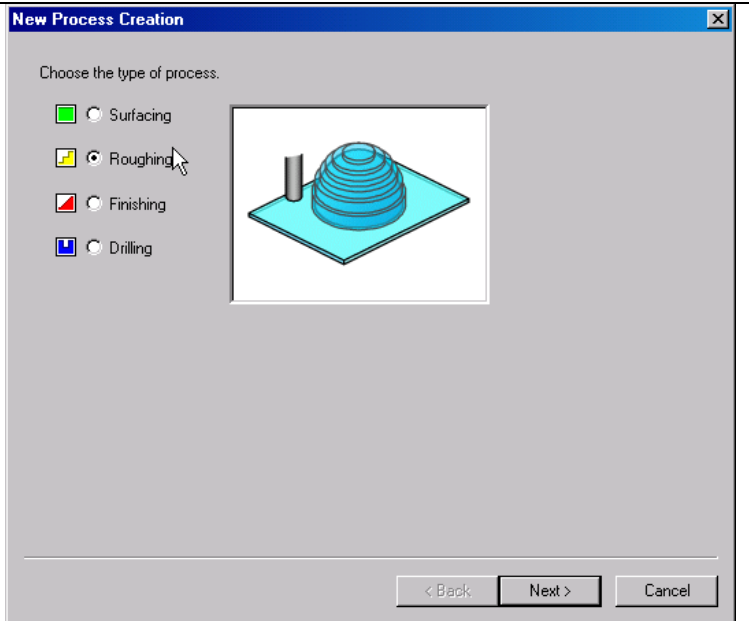 New Process Creation
Choose the type of process.
Surfacing
Roughing
Finishing
Drilling
< Back
Next >
Cancel